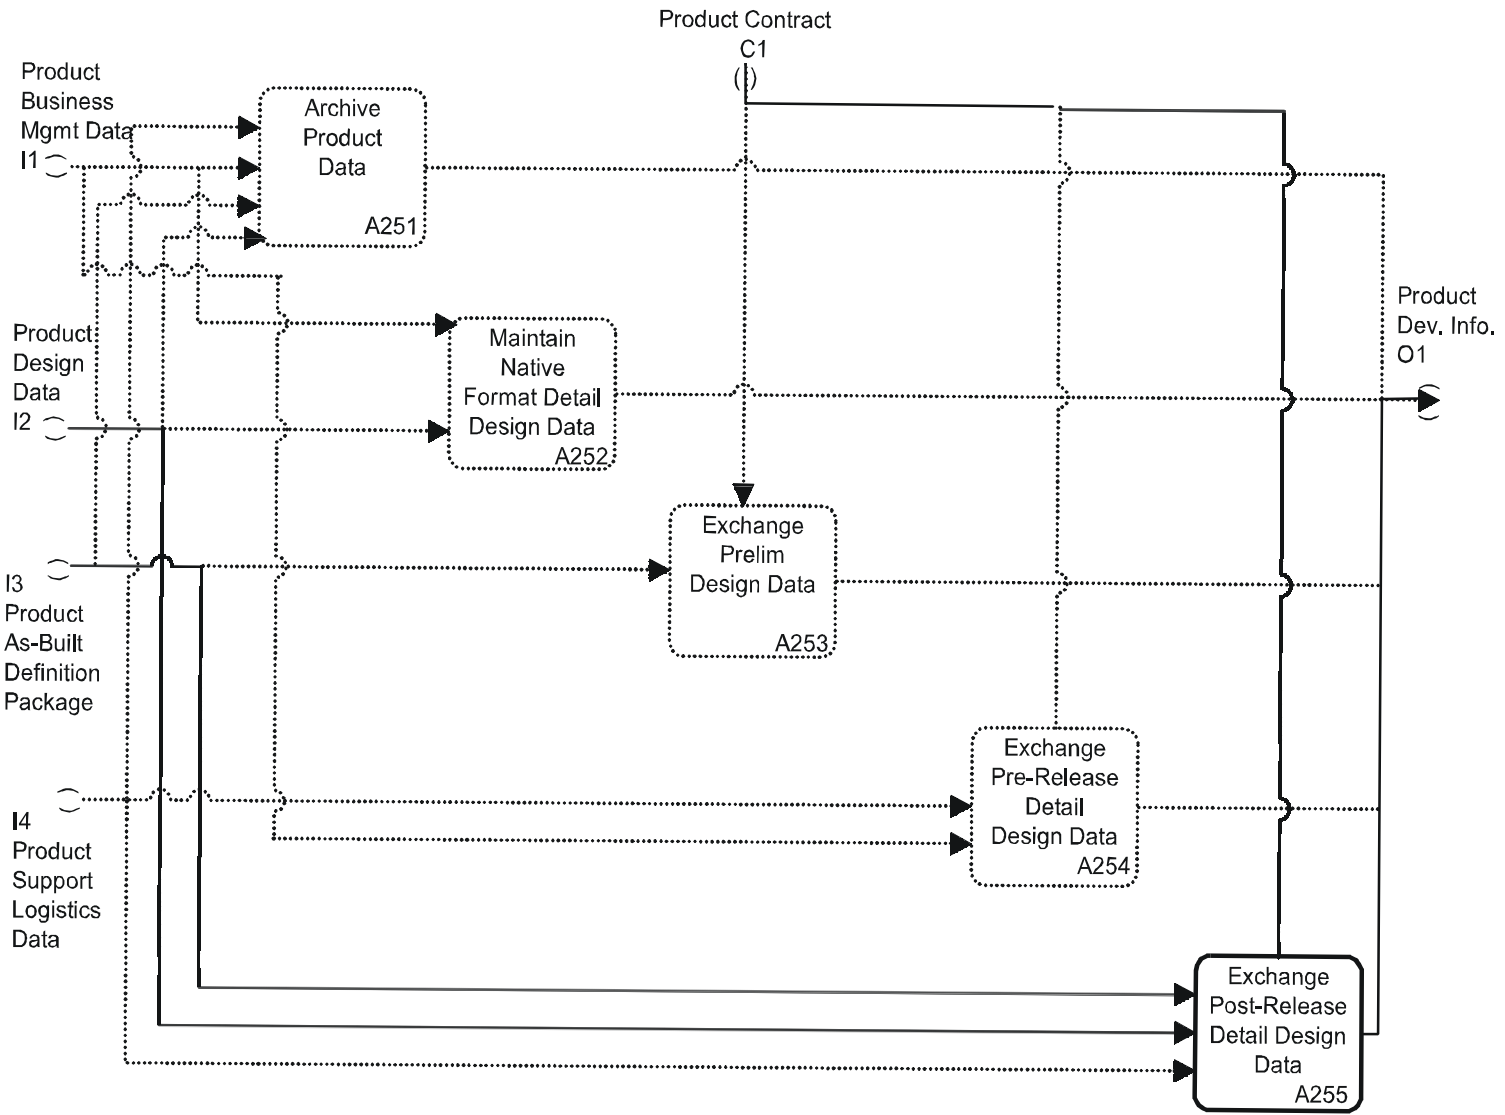 Product Contract
C1
Product
Business
Mgmt Data
I1
Archive
Product
Data
A251
Product
Design
Data
I2
Maintain
Native
Format Detail
Design Data
A252
Product
Dev. Info.
O1
Exchange
Prelim
Design Data
A253
I3
Product
As-Built
Definition
Package
Exchange
Pre-Release
Detail
Design Data
A254
I4
Product
Support
Logistics
Data
Exchange
Post-Release
Detail Design
Data
A255